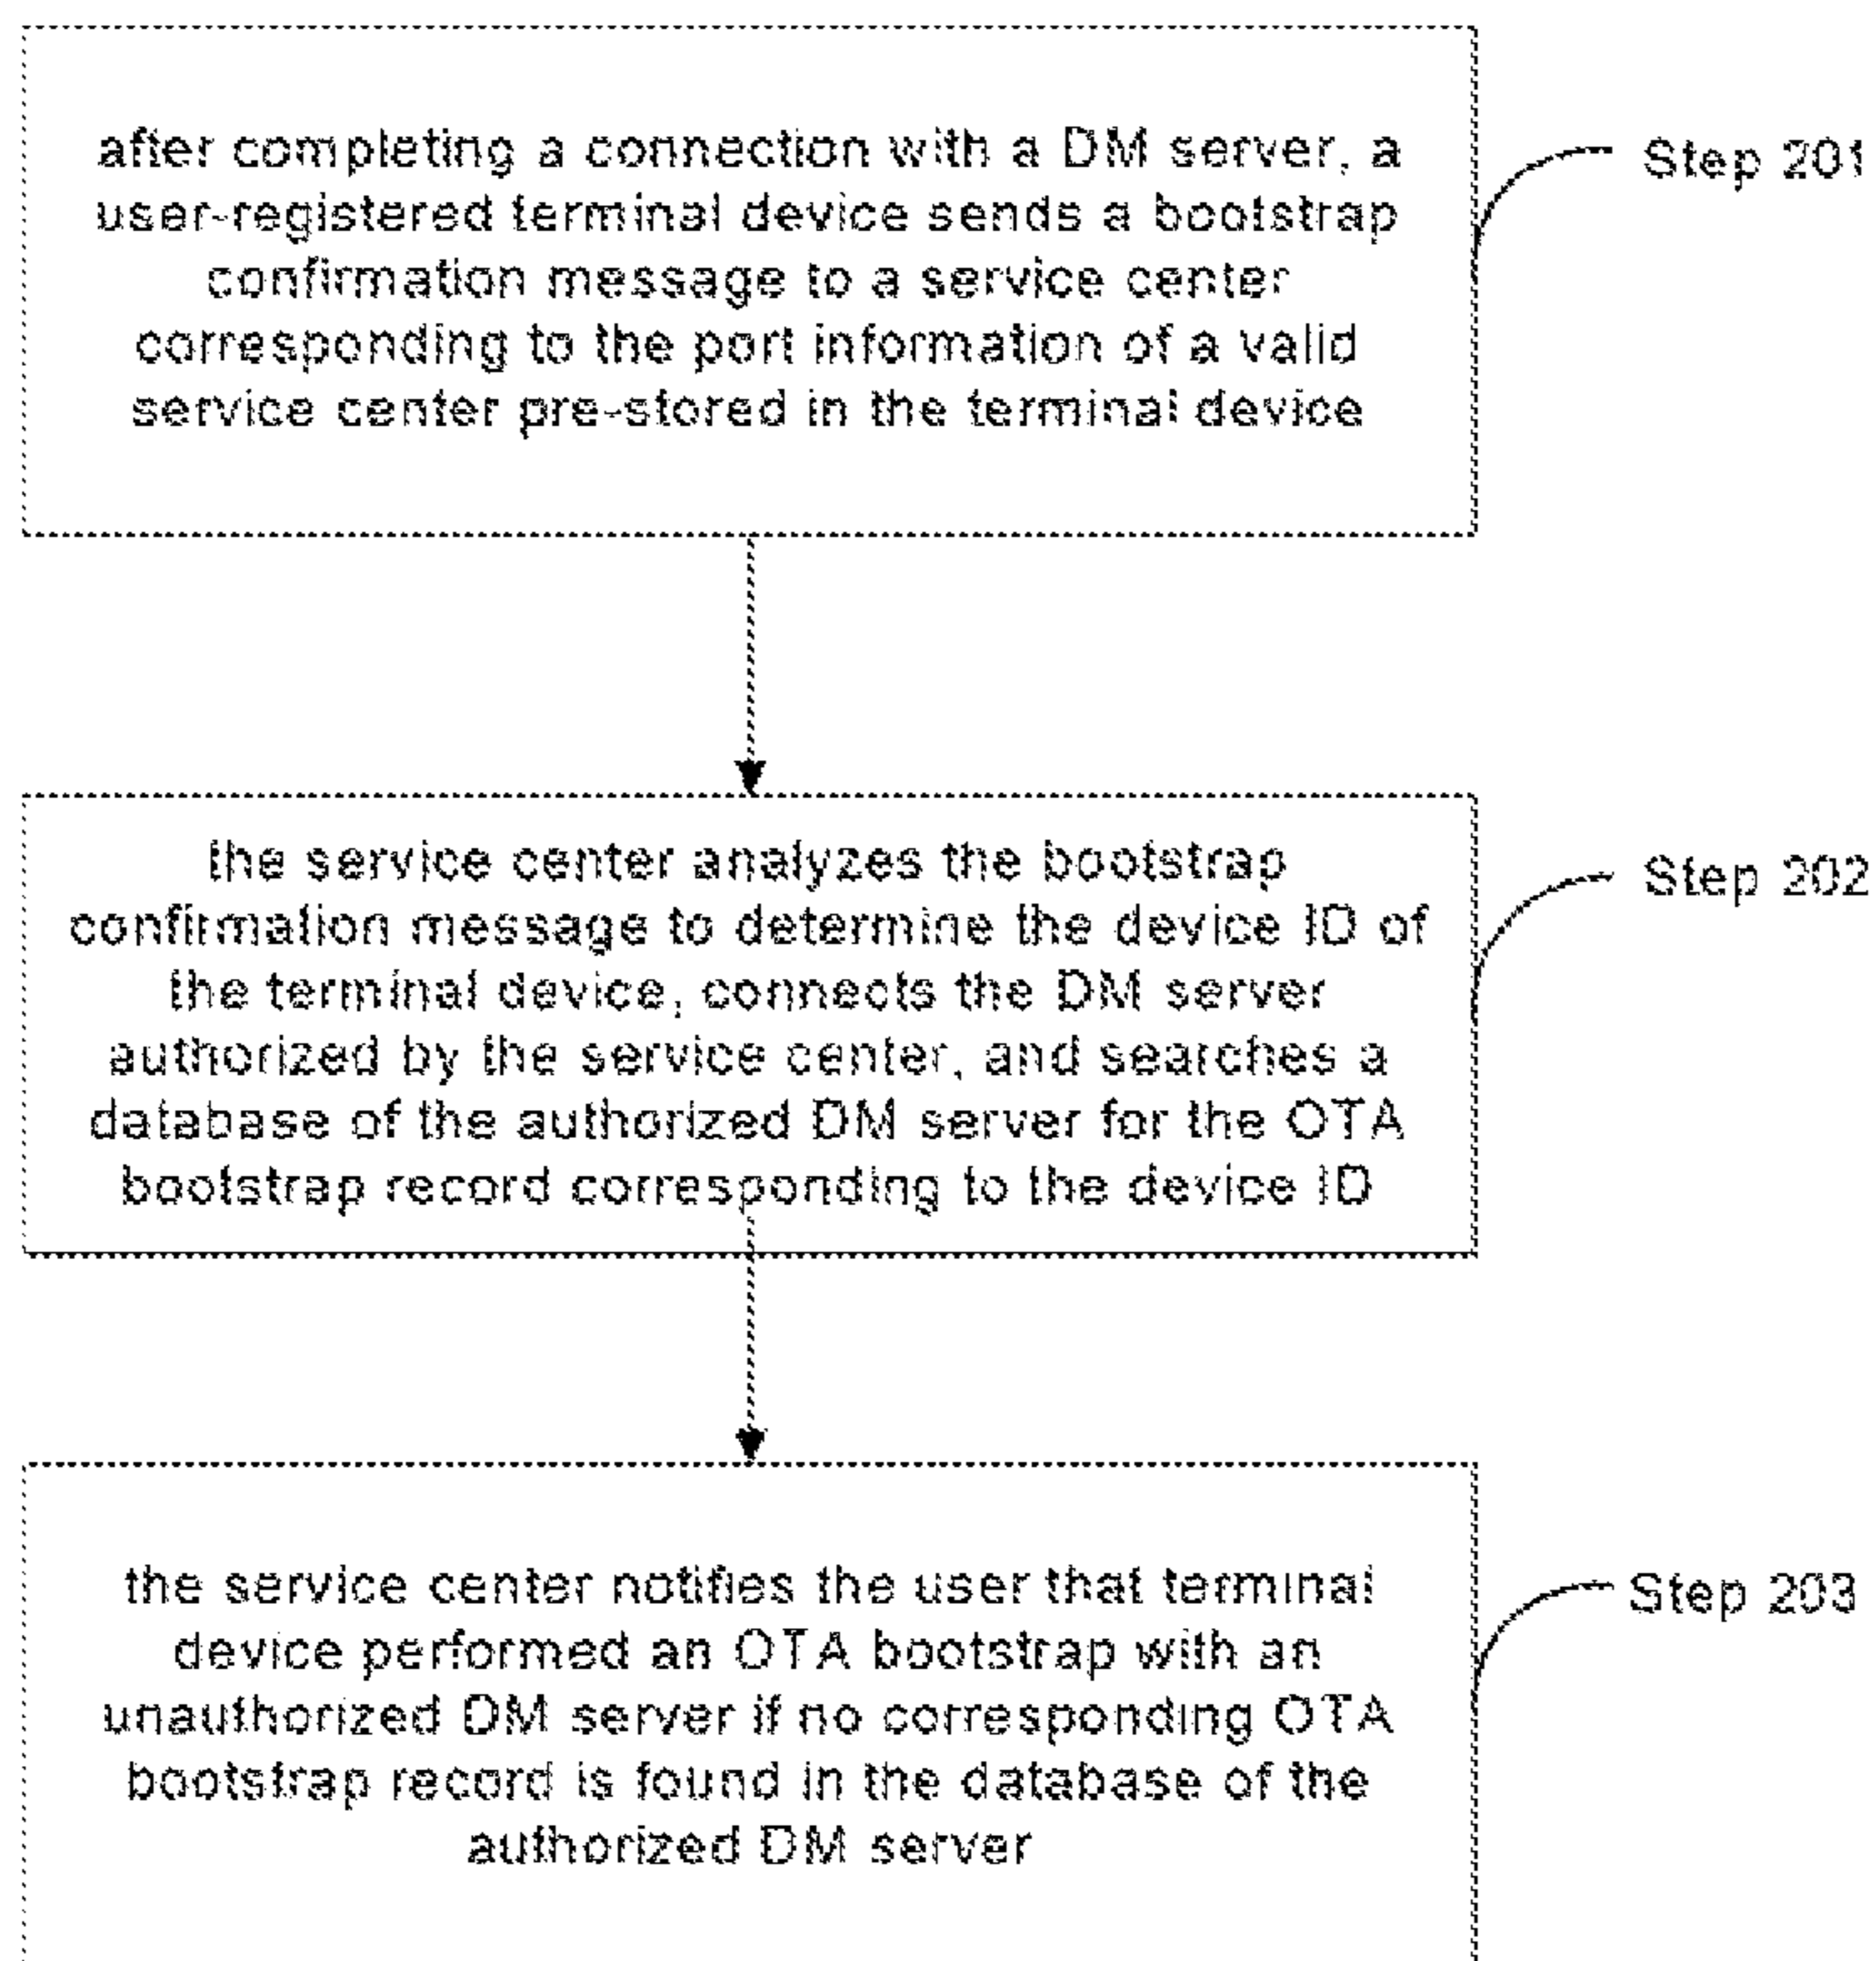 after completing a connection with a DM server, a
user-registered terminal device sends a bootstrap
confirmation message to a service center
corresponding to the port information of a valid
service center pre-stored in the terminal device
Step 201
the service center analyzes the bootstrap
confirmation message to determine the device ID of
the terminal device, connects the DM server
authorized by the service center, and searches a
database of the authorized DM server for the OTA
bootstrap record corresponding to the device ID
Step 202
the service center notifies the user that terminal
device performed an OTA bootstrap with an
unauthorized DM server if no corresponding OTA
bootstrap record is found in the database of the
authorized DM server
Step 203